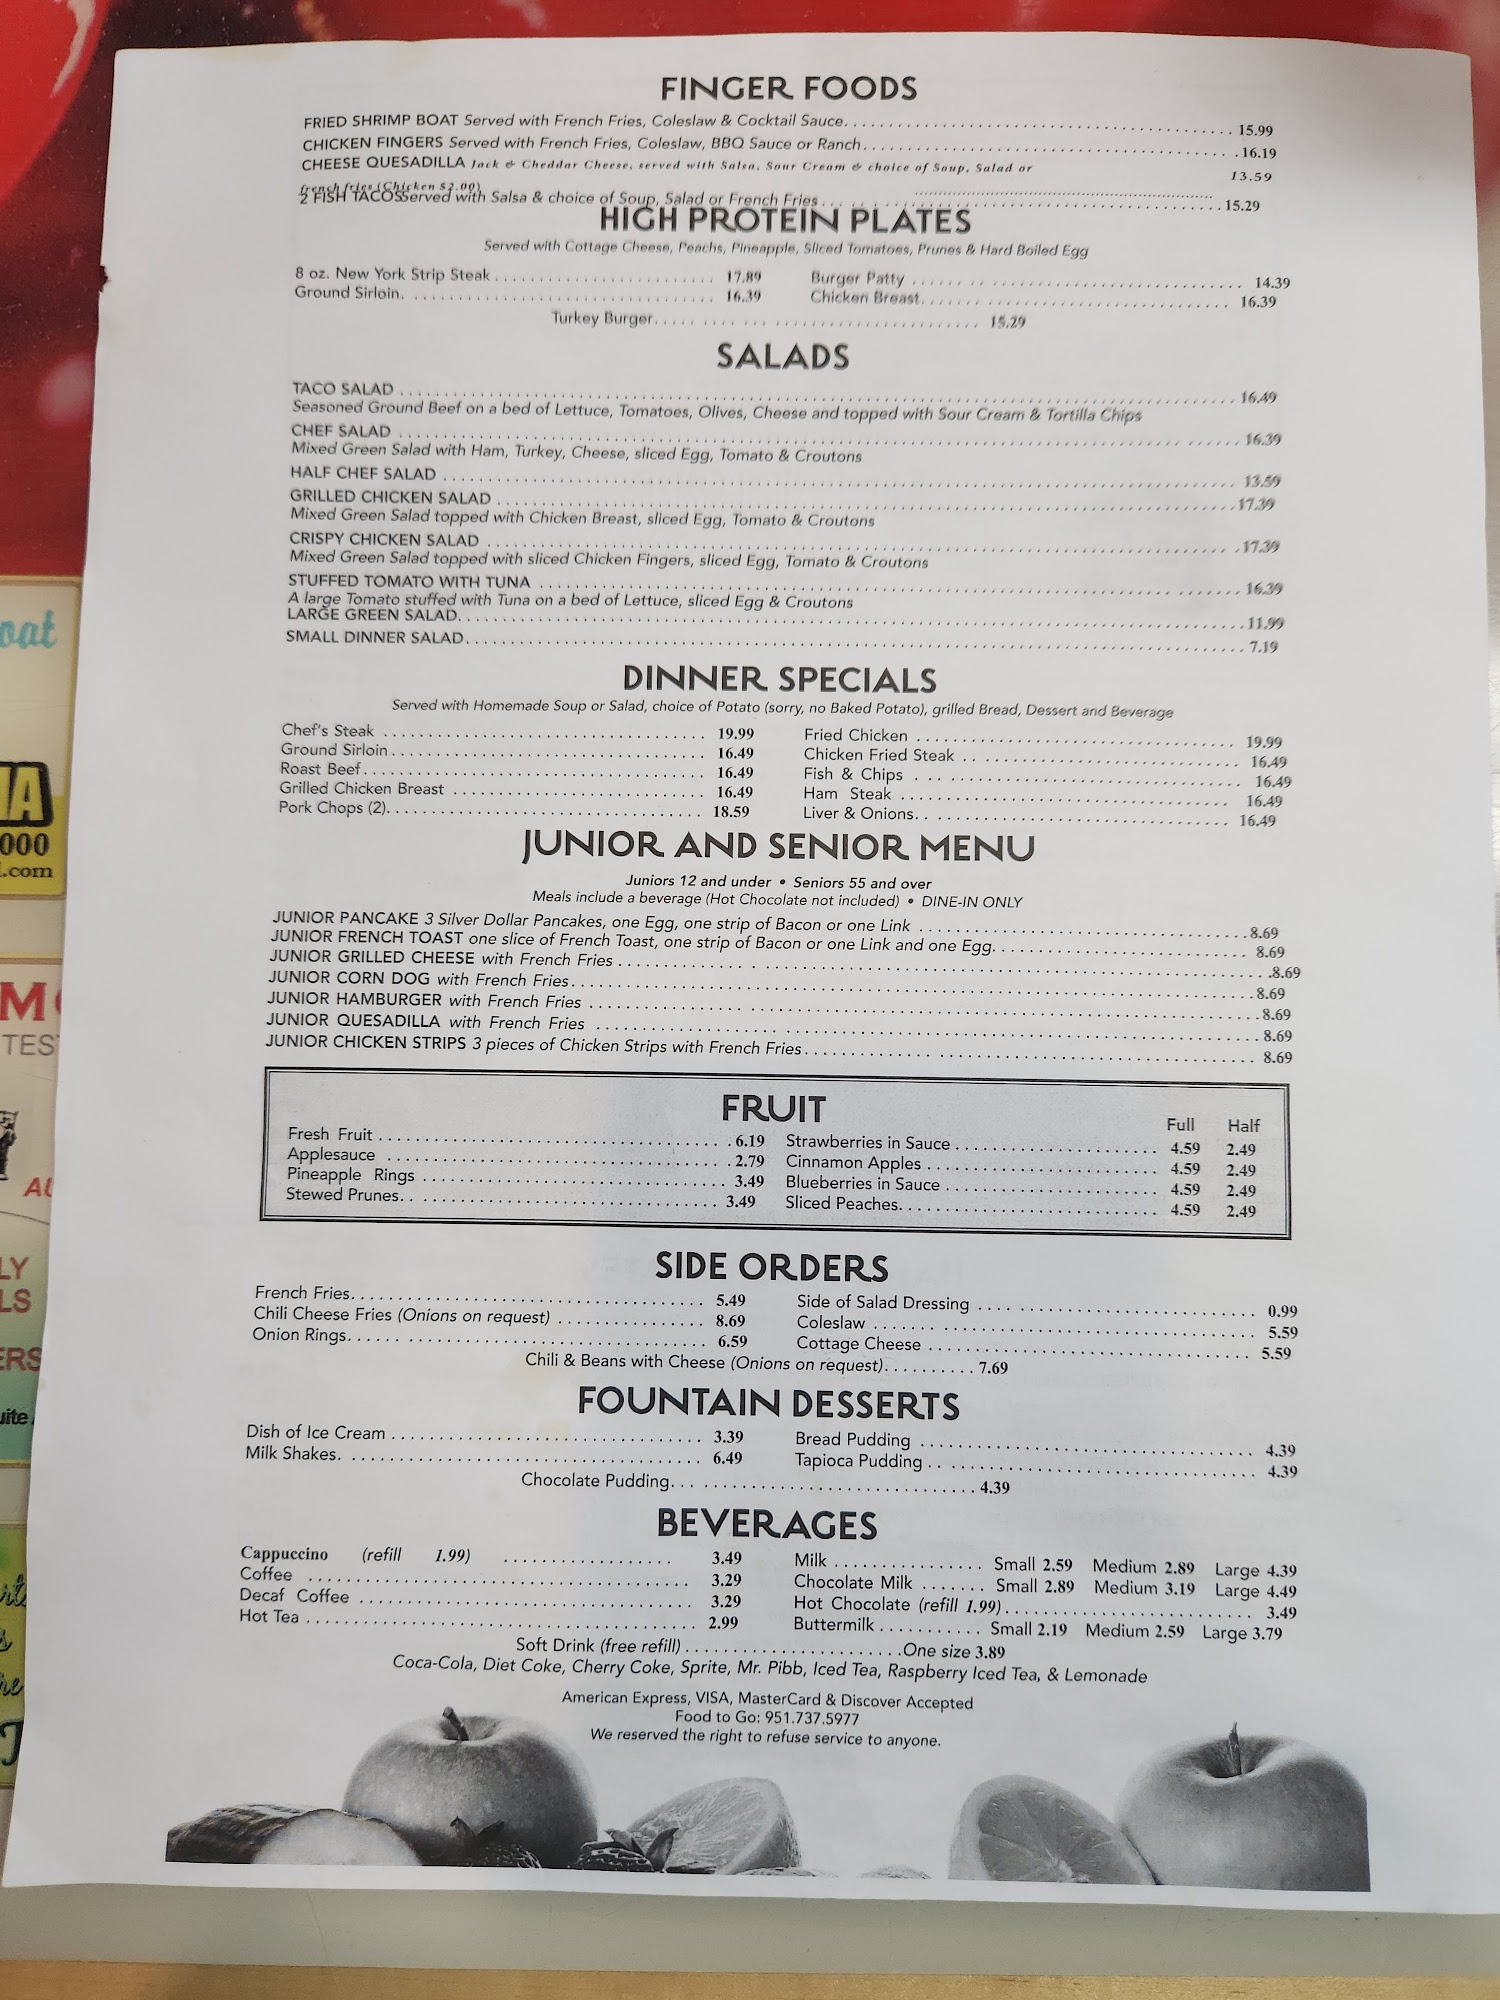 FINGER FOODS
FRIED SHRIMP BOAT Served with French Fries, Coleslaw & Cocktail Sauce. . . . 15.99
CHICKEN FINGERS Served with French Fries, Coleslaw, BBQ Sauce or Ranch. . . . 16.19
CHEESE QUESADILLA Jack & Cheddar Cheese, served with Salsa, Sour Cream & choice of Soup, Salad or
french fries (Chicken $2.00) . . . . 13.59
2 FISH TACOS Served with Salsa & choice of Soup, Salad or French Fries . . . . 15.29
HIGH PROTEIN PLATES
Served with Cottage Cheese, Peachs, Pineapple, Sliced Tomatoes, Prunes & Hard Boiled Egg
8 oz. New York Strip Steak . . . . 17.89 Burger Patty . . . . 14.39
Ground Sirloin. . . . 16.39 Chicken Breast. . . . 16.39
Turkey Burger. . . . 15.29
SALADS
TACO SALAD . . . . 16.49
Seasoned Ground Beef on a bed of Lettuce, Tomatoes, Olives, Cheese and topped with Sour Cream & Tortilla Chips
CHEF SALAD . . . . 16.39
Mixed Green Salad with Ham, Turkey, Cheese, sliced Egg, Tomato & Croutons
HALF CHEF SALAD . . . . 13.59
GRILLED CHICKEN SALAD . . . . 17.39
Mixed Green Salad topped with Chicken Breast, sliced Egg, Tomato & Croutons
CRISPY CHICKEN SALAD . . . . 17.39
Mixed Green Salad topped with sliced Chicken Fingers, sliced Egg, Tomato & Croutons
STUFFED TOMATO WITH TUNA . . . . 16.39
A large Tomato stuffed with Tuna on a bed of Lettuce, sliced Egg & Croutons
LARGE GREEN SALAD. . . . 11.99
SMALL DINNER SALAD. . . . 7.19
DINNER SPECIALS
Served with Homemade Soup or Salad, choice of Potato (sorry, no Baked Potato), grilled Bread, Dessert and Beverage
Chef's Steak . . . . 19.99 Fried Chicken . . . . 19.99
Ground Sirloin . . . . 16.49 Chicken Fried Steak . . . . 16.49
Roast Beef. . . . 16.49 Fish & Chips . . . . 16.49
Grilled Chicken Breast . . . . 16.49 Ham Steak . . . . 16.49
Pork Chops (2). . . . 18.59 Liver & Onions. . . . 16.49
JUNIOR AND SENIOR MENU
Juniors 12 and under • Seniors 55 and over
Meals include a beverage (Hot Chocolate not included) • DINE-IN ONLY
JUNIOR PANCAKE 3 Silver Dollar Pancakes, one Egg, one strip of Bacon or one Link . . . . 8.69
JUNIOR FRENCH TOAST one slice of French Toast, one strip of Bacon or one Link and one Egg. . . . 8.69
JUNIOR GRILLED CHEESE with French Fries . . . . 8.69
JUNIOR CORN DOG with French Fries. . . . 8.69
JUNIOR HAMBURGER with French Fries . . . . 8.69
JUNIOR QUESADILLA with French Fries . . . . 8.69
JUNIOR CHICKEN STRIPS 3 pieces of Chicken Strips with French Fries. . . . 8.69
FRUIT
Full Half
Fresh Fruit . . . . 6.19 Strawberries in Sauce . . . . 4.59 2.49
Applesauce . . . . 2.79 Cinnamon Apples . . . . 4.59 2.49
Pineapple Rings . . . . 3.49 Blueberries in Sauce . . . . 4.59 2.49
Stewed Prunes. . . . 3.49 Sliced Peaches. . . . 4.59 2.49
SIDE ORDERS
French Fries. . . . 5.49 Side of Salad Dressing . . . . 0.99
Chili Cheese Fries (Onions on request) . . . . 8.69 Coleslaw . . . . 5.59
Onion Rings. . . . 6.59 Cottage Cheese . . . . 5.59
Chili & Beans with Cheese (Onions on request). . . . 7.69
FOUNTAIN DESSERTS
Dish of Ice Cream . . . . 3.39 Bread Pudding . . . . 4.39
Milk Shakes. . . . 6.49 Tapioca Pudding . . . . 4.39
Chocolate Pudding. . . . 4.39
BEVERAGES
Cappuccino (refill 1.99) . . . . 3.49 Milk . . . . Small 2.59 Medium 2.89 Large 4.39
Coffee . . . . 3.29 Chocolate Milk . . . . Small 2.89 Medium 3.19 Large 4.49
Decaf Coffee . . . . 3.29 Hot Chocolate (refill 1.99) . . . . 3.49
Hot Tea . . . . 2.99 Buttermilk . . . . Small 2.19 Medium 2.59 Large 3.79
Soft Drink (free refill) . . . . One size 3.89
Coca-Cola, Diet Coke, Cherry Coke, Sprite, Mr. Pibb, Iced Tea, Raspberry Iced Tea, & Lemonade
American Express, VISA, MasterCard & Discover Accepted
Food to Go: 951.737.5977
We reserved the right to refuse service to anyone.